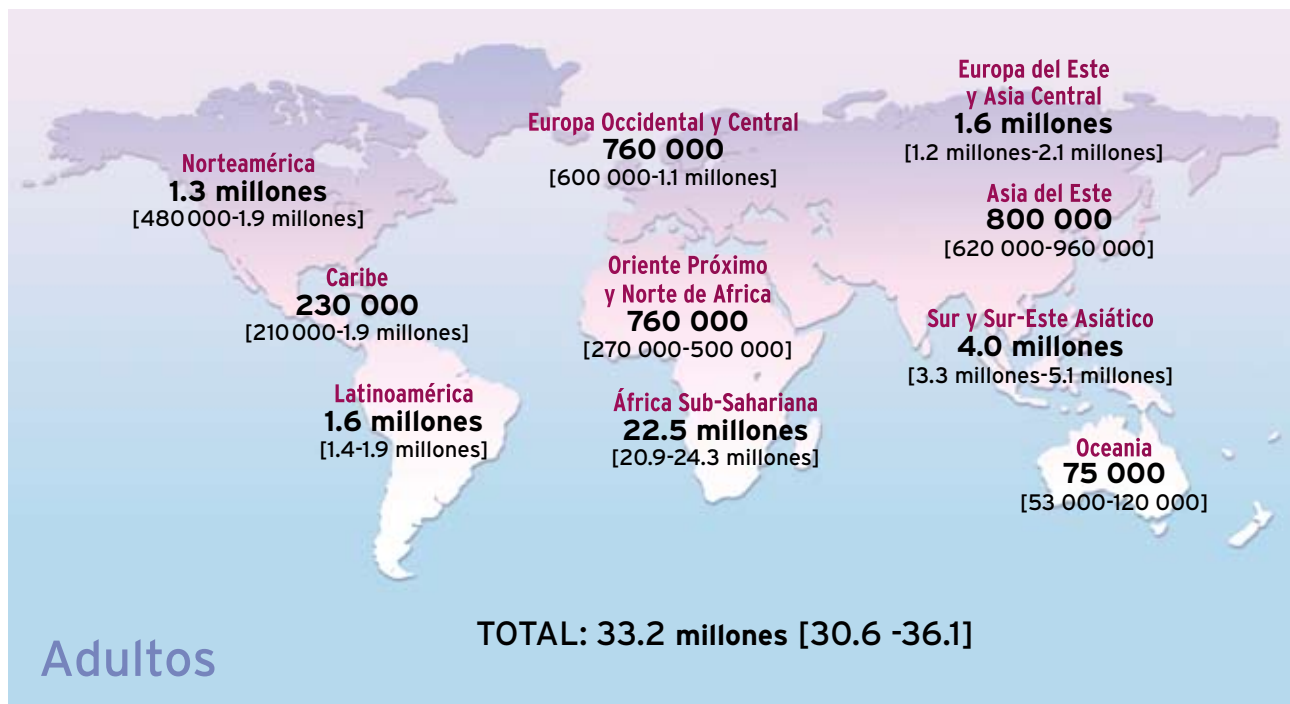 Norteamérica
1.3 millones
[480 000-1.9 millones]
Caribe
230 000
[210 000-1.9 millones]
Latinoamérica
1.6 millones
[1.4-1.9 millones]
Europa Occidental y Central
760 000
[600 000-1.1 millones]
Oriente Próximo
y Norte de Africa
760 000
[270 000-500 000]
África Sub-Sahariana
22.5 millones
[20.9-24.3 millones]
Europa del Este
y Asia Central
1.6 millones
[1.2 millones-2.1 millones]
Asia del Este
800 000
[620 000-960 000]
Sur y Sur-Este Asiático
4.0 millones
[3.3 millones-5.1 millones]
Oceania
75 000
[53 000-120 000]
TOTAL: 33.2 millones [30.6 -36.1]
Adultos